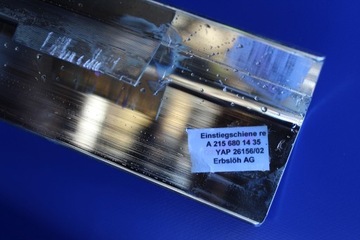 Einstiegschiene re
A 215 680 14 35
YAP 26156/02
Erbslöh AG